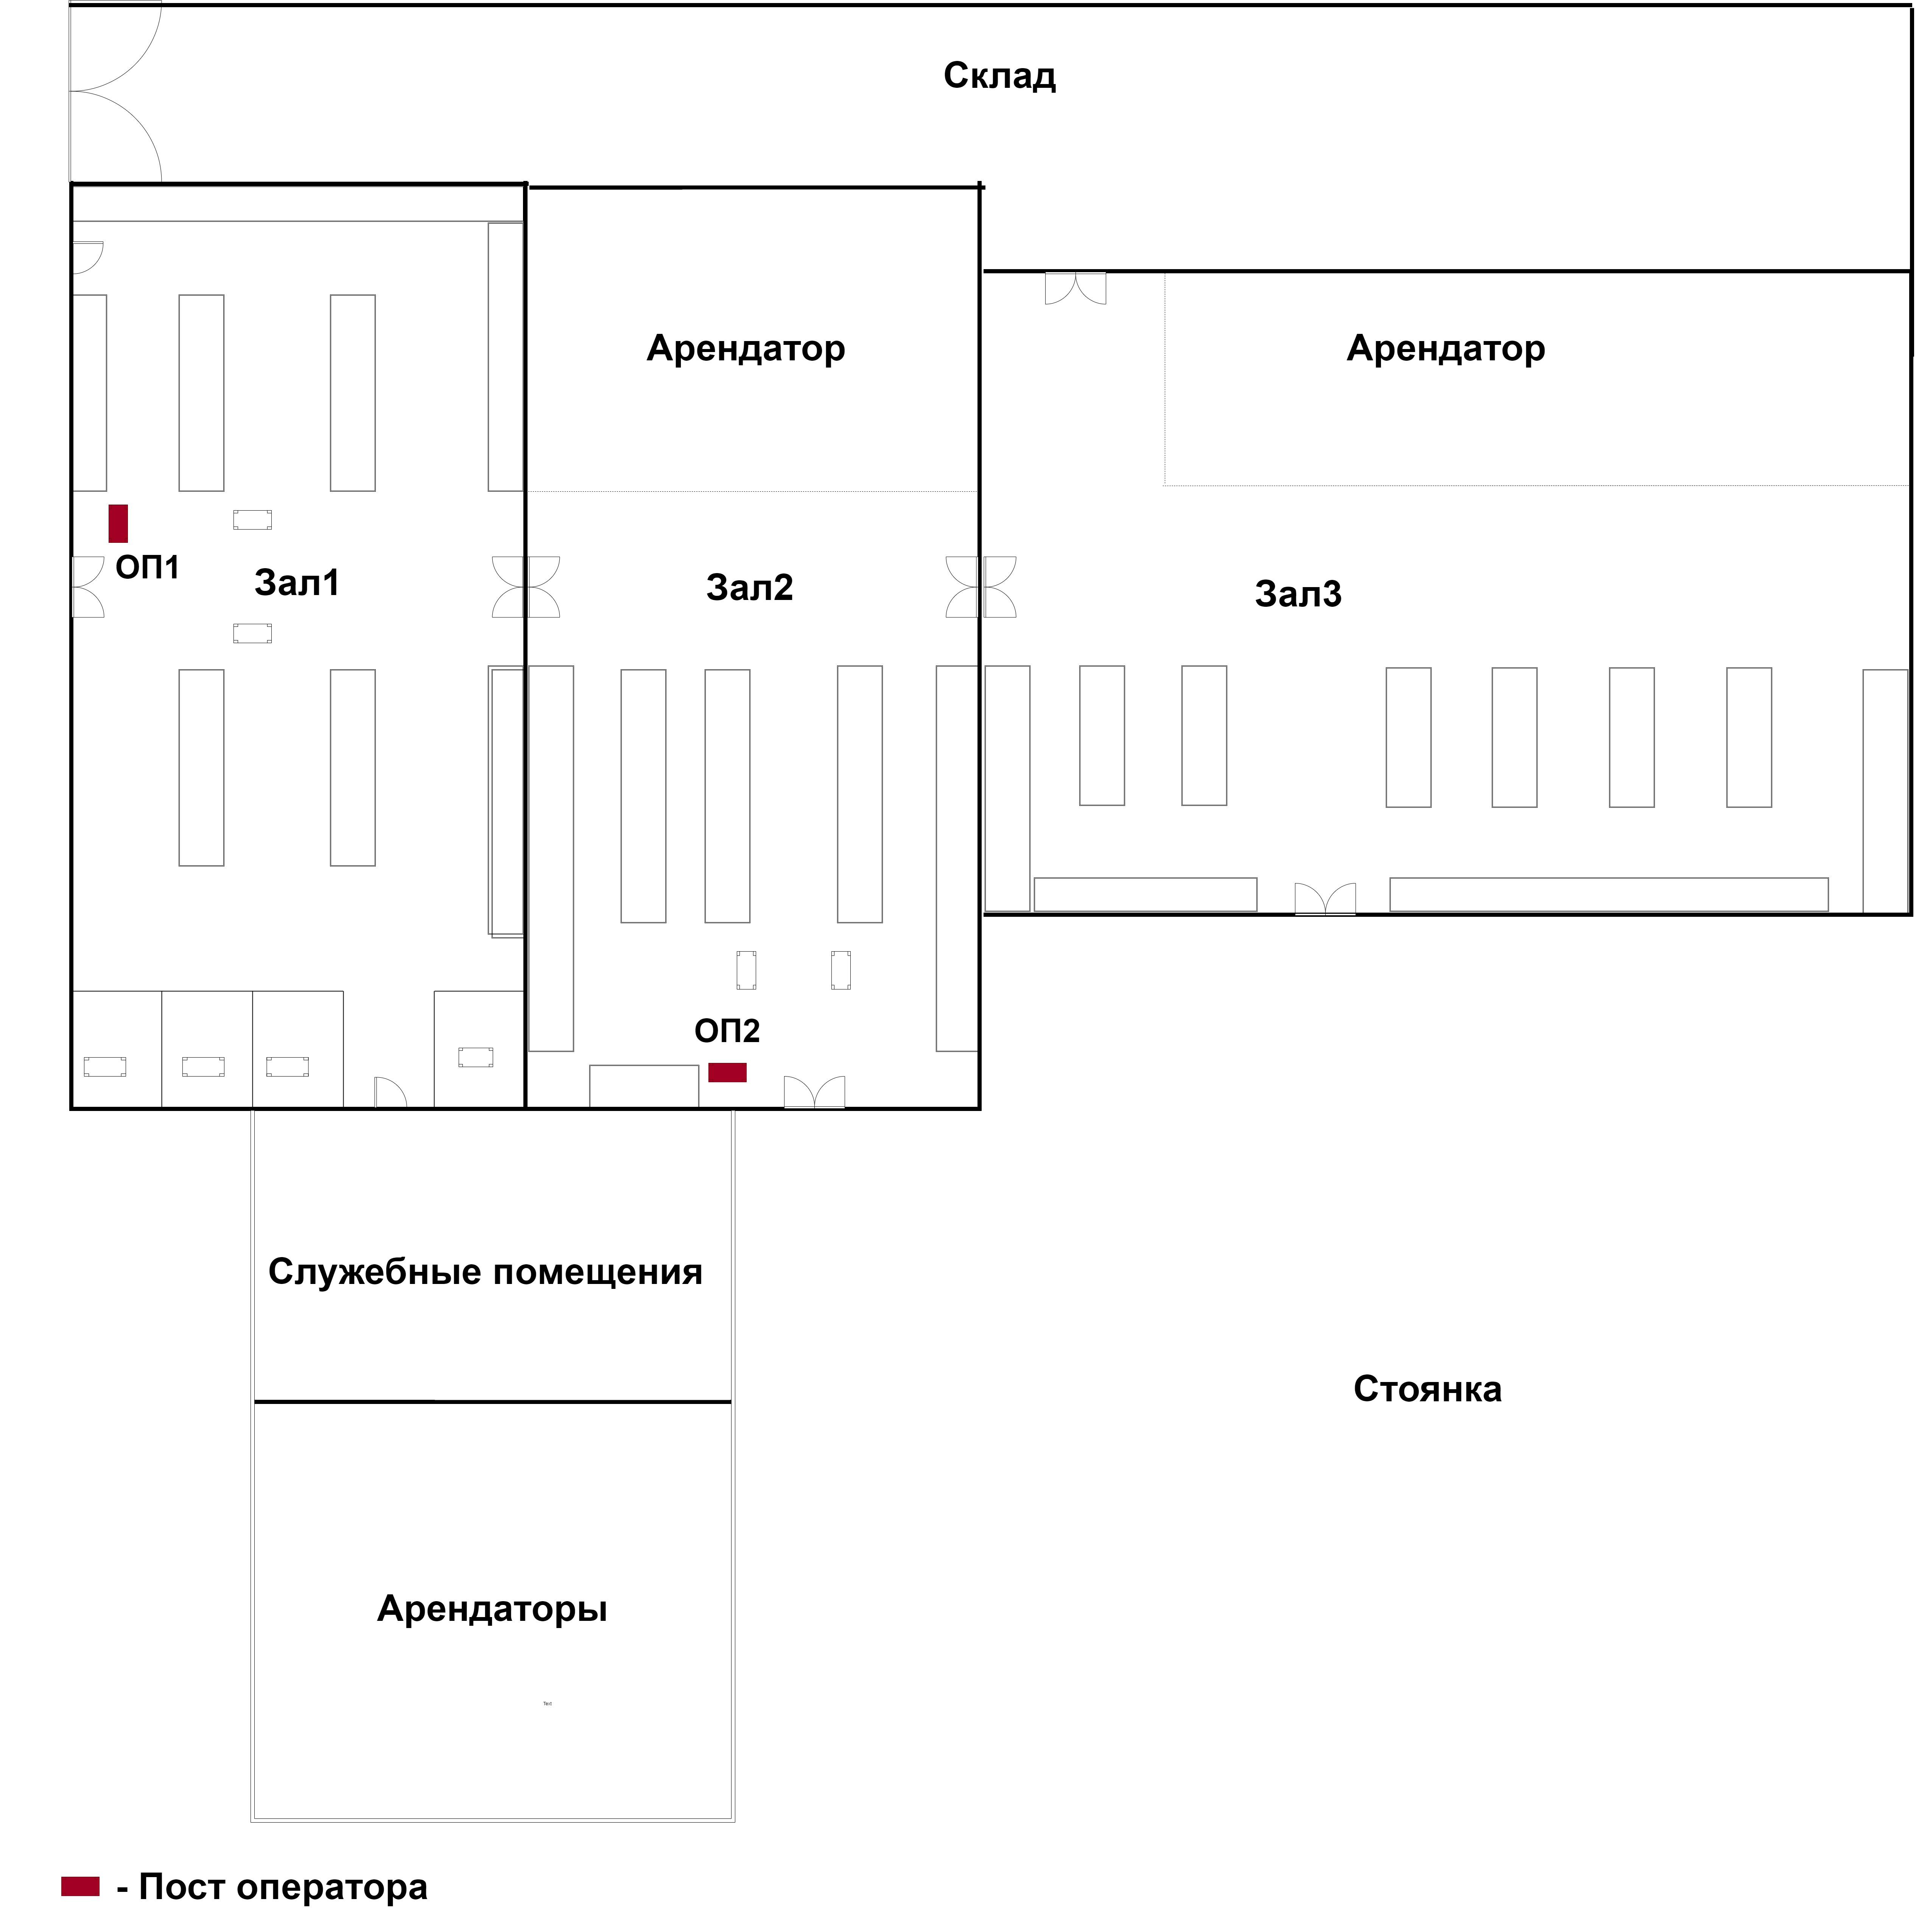 Склад
Арендатор
Арендатор
ОП1
Зал1
Зал2
Зал3
ОП2
Служебные помещения
Стоянка
Арендаторы
- Пост оператора